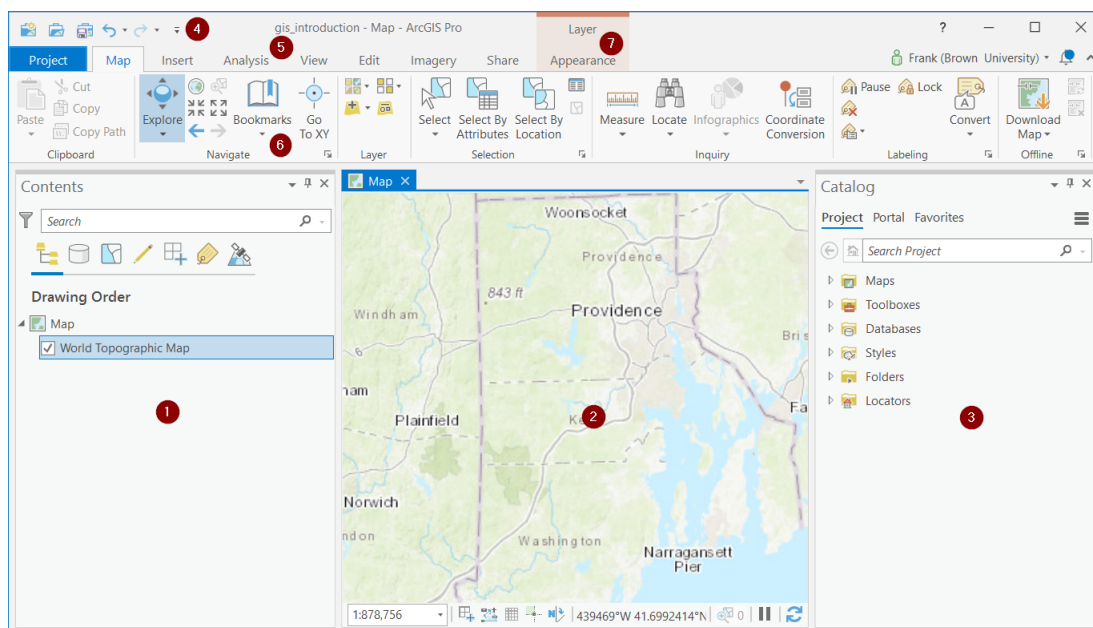 4
gis_introduction - Map - ArcGIS Pro
Layer
?
Project Map Insert Analysis 5 View Edit Imagery Share Appearance 7
Frank (Brown University)
Paste
Cut
Copy
Copy Path
Clipboard
Explore
Bookmarks
Go To XY
Navigate 6
Layer
Select
Select By Attributes
Select By Location
Selection
Measure
Locate
Infographics
Coordinate Conversion
Inquiry
Pause Lock
Convert
Labeling
Download Map
Offline
Contents
Search
Drawing Order
Map
World Topographic Map
1
Map
Woonsocket
Providence
843 ft
Providence
Windham
Bris
6
ham
Plainfield
Ke
2
Fa
Norwich
ndon
Washington
Narragansett
Pier
1:878,756
439469°W 41.6992414°N
0
Catalog
Project Portal Favorites
Search Project
Maps
Toolboxes
Databases
Styles
Folders
Locators
3